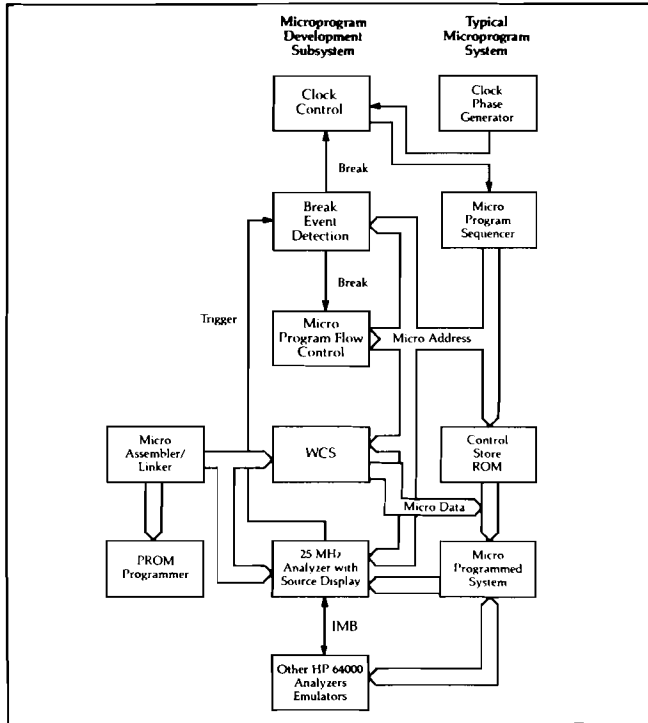 Microprogram
Development
Subsystem
Typical
Microprogram
System
Clock
Control
Clock
Phase
Generator
Break
Break
Event
Detection
Micro
Program
Sequencer
Break
Trigger
Micro
Program Flow
Control
Micro Address
Micro
Assembler/
Linker
WCS
Control
Store
ROM
Micro Data
PROM
Programmer
25 MHz
Analyzer with
Source Display
Micro
Programmed
System
IMB
Other HP 64000
Analyzers
Emulators